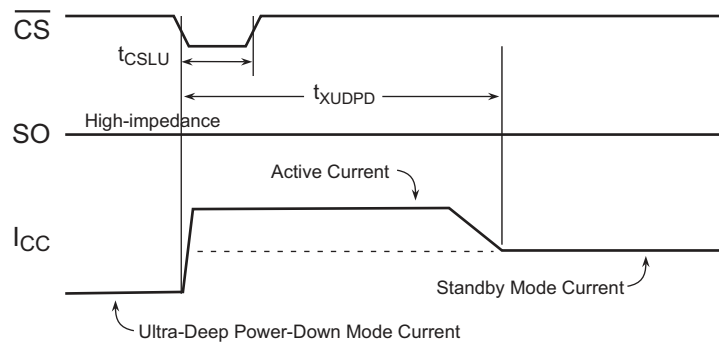 CS
tCSLU
tXUDPD
High-impedance
SO
Active Current
ICC
Standby Mode Current
Ultra-Deep Power-Down Mode Current